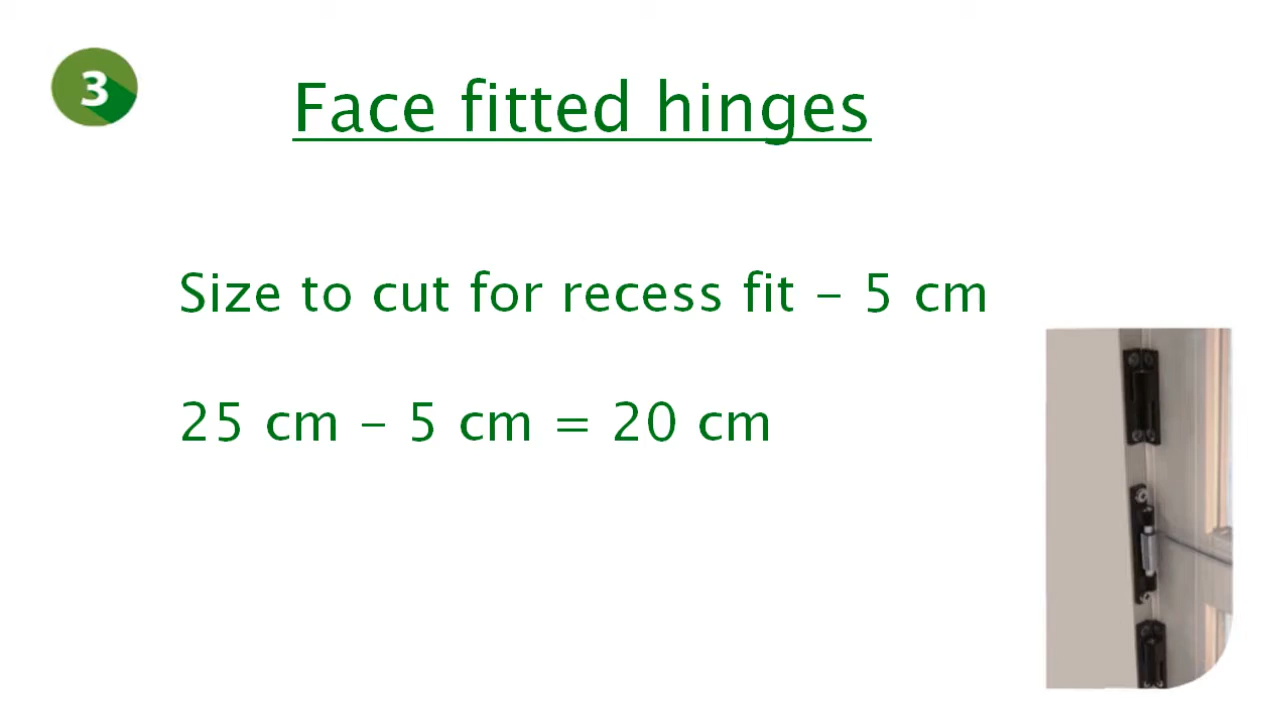 3
Face fitted hinges
Size to cut for recess fit – 5 cm
25 cm – 5 cm = 20 cm